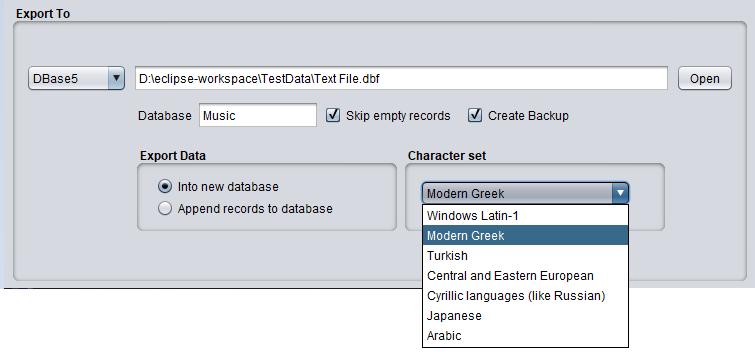 Export To
DBase5 D:\eclipse-workspace\TestData\Text File.dbf Open
Database Music Skip empty records Create Backup
Export Data Character set
Into new database Modern Greek
Append records to database
Windows Latin-1
Modern Greek
Turkish
Central and Eastern European
Cyrillic languages (like Russian)
Japanese
Arabic